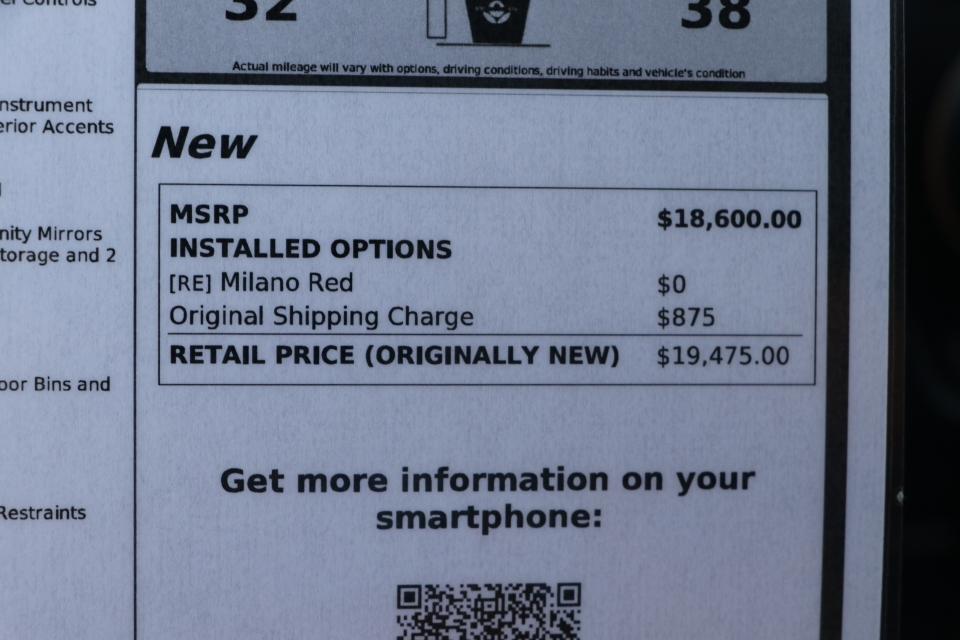 32 38
Actual mileage will vary with options, driving conditions, driving habits and vehicle's condition
nstrument
erior Accents
nity Mirrors
torage and 2
oor Bins and
Restraints
New
MSRP $18,600.00
INSTALLED OPTIONS
[RE] Milano Red $0
Original Shipping Charge $875
RETAIL PRICE (ORIGINALLY NEW) $19,475.00
Get more information on your
smartphone: